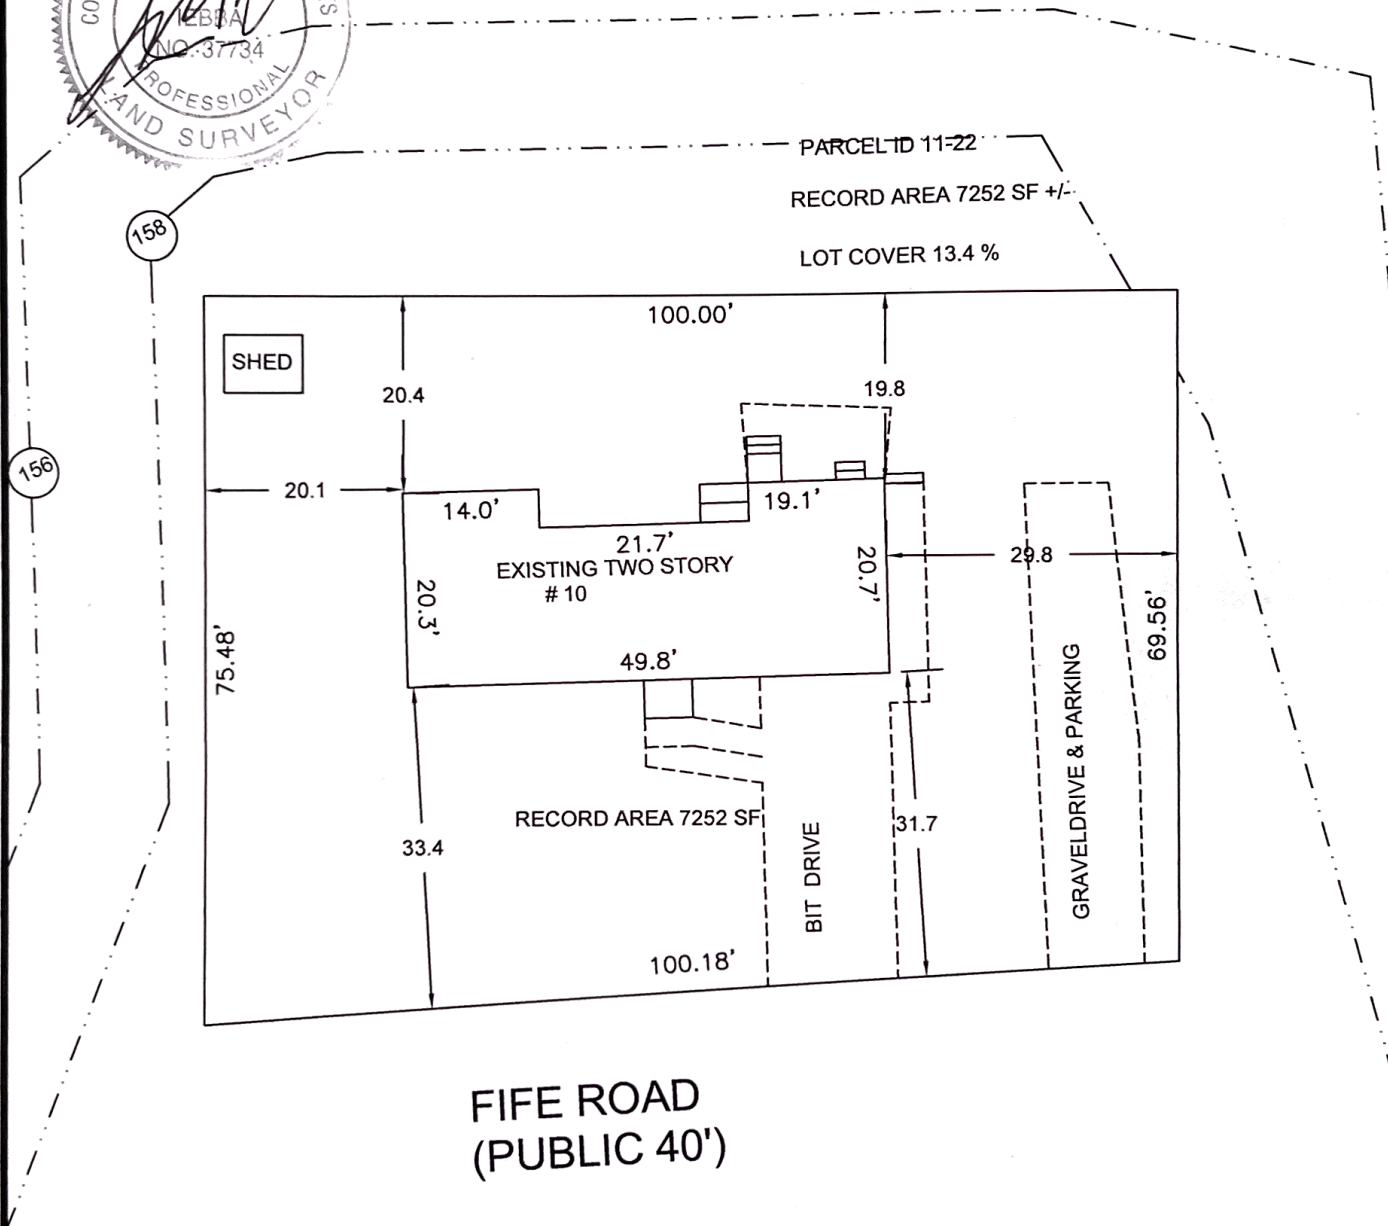 CO
S
IEBBA
NO. 37734
PROFESSIONAL
LAND SURVEYOR
PARCEL ID 11-22
RECORD AREA 7252 SF +/-
LOT COVER 13.4 %
158
156
100.00'
SHED
20.4
19.8
20.1
14.0'
19.1'
21.7'
EXISTING TWO STORY
# 10
20.3'
20.7'
29.8
49.8'
75.48'
69.56'
GRAVELDRIVE & PARKING
RECORD AREA 7252 SF
BIT DRIVE
33.4
31.7
100.18'
FIFE ROAD
(PUBLIC 40')